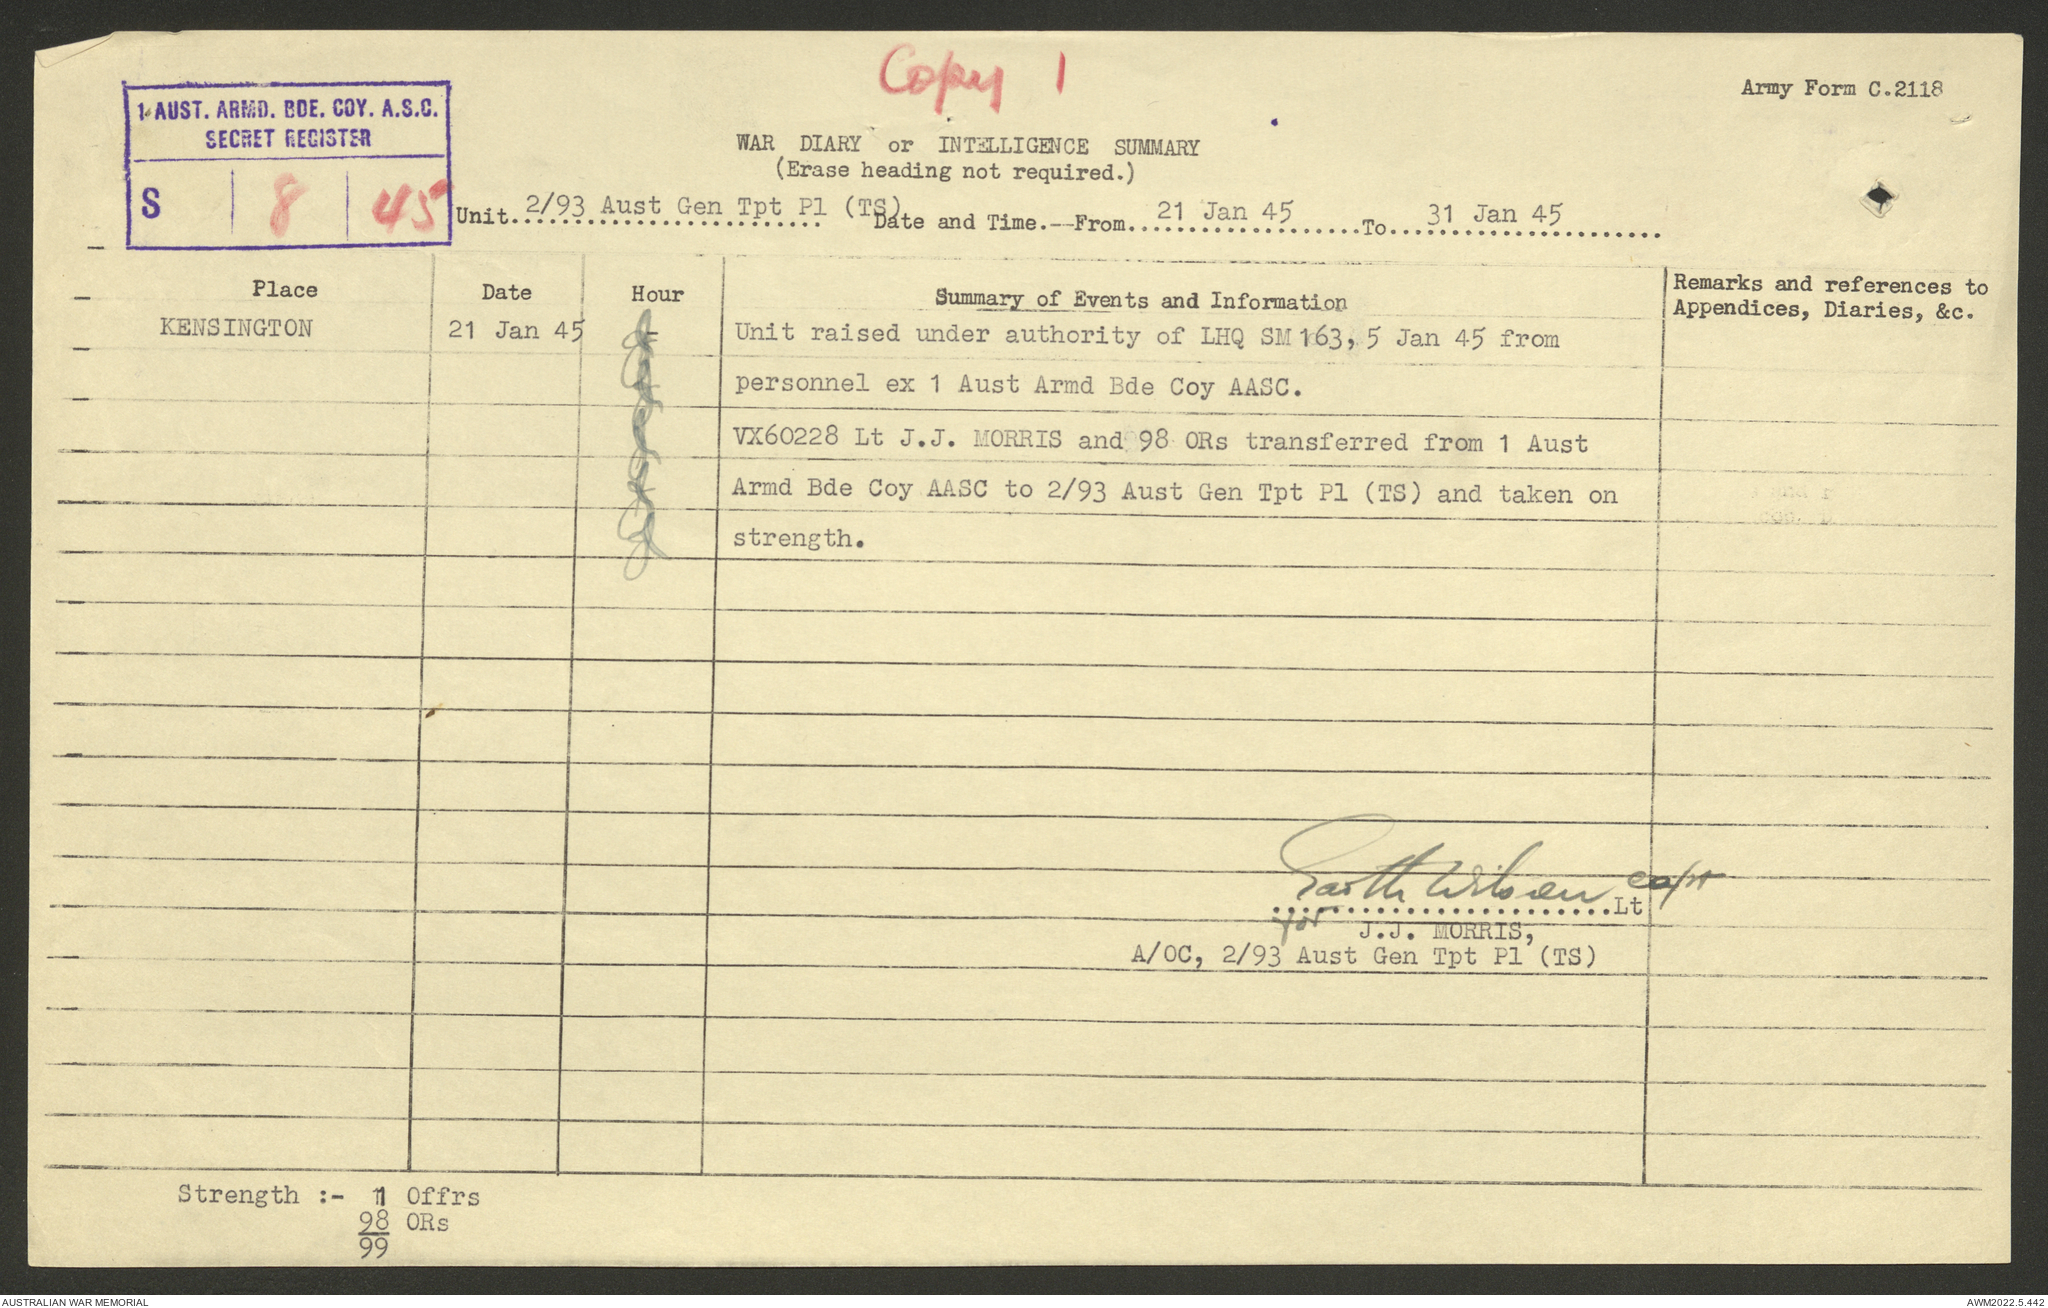 Copy 1
Army Form C.2118
1 AUST. ARMD. BDE. COY. A.S.C.
SECRET REGISTER
S 8 45
WAR DIARY or INTELLIGENCE SUMMARY
(Erase heading not required.)
Unit 2/93 Aust Gen Tpt Pl (TS) Date and Time.—From 21 Jan 45 To 31 Jan 45
Place Date Hour Summary of Events and Information Remarks and references to
Appendices, Diaries, &c.
KENSINGTON 21 Jan 45 - Unit raised under authority of LHQ SM 163, 5 Jan 45 from
personnel ex 1 Aust Armd Bde Coy AASC.
VX60228 Lt J.J. MORRIS and 98 ORs transferred from 1 Aust
Armd Bde Coy AASC to 2/93 Aust Gen Tpt Pl (TS) and taken on
strength.
Garth Wilson Capt
Lt
for J.J. MORRIS,
A/OC, 2/93 Aust Gen Tpt Pl (TS)
Strength :- 1 Offrs
98 ORs
99
AUSTRALIAN WAR MEMORIAL
AWM2022.5.442